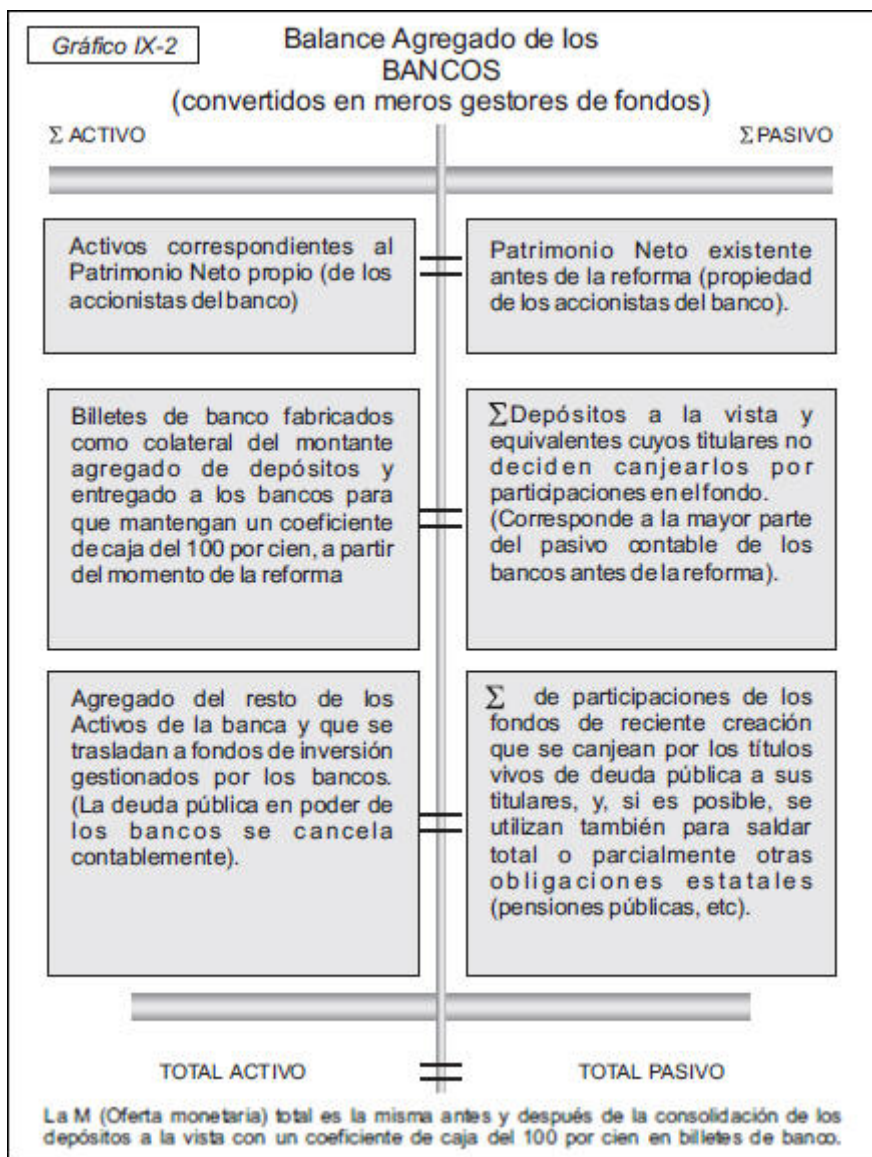 Gráfico IX-2
Balance Agregado de los
BANCOS
(convertidos en meros gestores de fondos)
Σ ACTIVO
Σ PASIVO
Activos correspondientes al
Patrimonio Neto propio (de los
accionistas del banco)
Patrimonio Neto existente
antes de la reforma (propiedad
de los accionistas del banco).
Billetes de banco fabricados
como colateral del montante
agregado de depósitos y
entregado a los bancos para
que mantengan un coeficiente
de caja del 100 por cien, a partir
del momento de la reforma
Σ Depósitos a la vista y
equivalentes cuyos titulares no
deciden canjearlos por
participaciones en el fondo.
(Corresponde a la mayor parte
del pasivo contable de los
bancos antes de la reforma).
Agregado del resto de los
Activos de la banca y que se
trasladan a fondos de inversión
gestionados por los bancos.
(La deuda pública en poder de
los bancos se cancela
contablemente).
Σ de participaciones de los
fondos de reciente creación
que se canjean por los títulos
vivos de deuda pública a sus
titulares, y, si es posible, se
utilizan también para saldar
total o parcialmente otras
obligaciones estatales
(pensiones públicas, etc).
TOTAL ACTIVO
TOTAL PASIVO
La M (Oferta monetaria) total es la misma antes y después de la consolidación de los
depósitos a la vista con un coeficiente de caja del 100 por cien en billetes de banco.